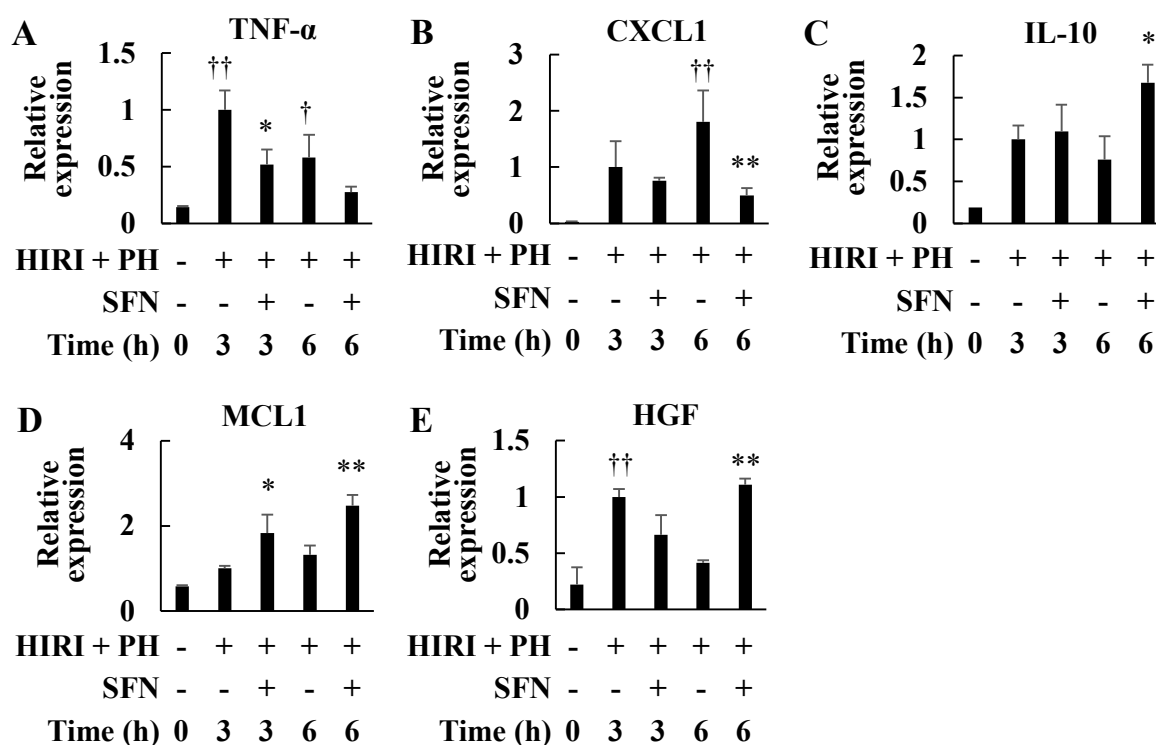 A TNF-α
Relative expression
1.5
1
0.5
0
†† * †
HIRI + PH - + + + +
SFN - - + - +
Time (h) 0 3 3 6 6
B CXCL1
Relative expression
3
2
1
0
†† **
HIRI + PH - + + + +
SFN - - + - +
Time (h) 0 3 3 6 6
C IL-10
Relative expression
2
1.5
1
0.5
0
*
HIRI + PH - + + + +
SFN - - + - +
Time (h) 0 3 3 6 6
D MCL1
Relative expression
4
2
0
* **
HIRI + PH - + + + +
SFN - - + - +
Time (h) 0 3 3 6 6
E HGF
Relative expression
1.5
1
0.5
0
†† **
HIRI + PH - + + + +
SFN - - + - +
Time (h) 0 3 3 6 6